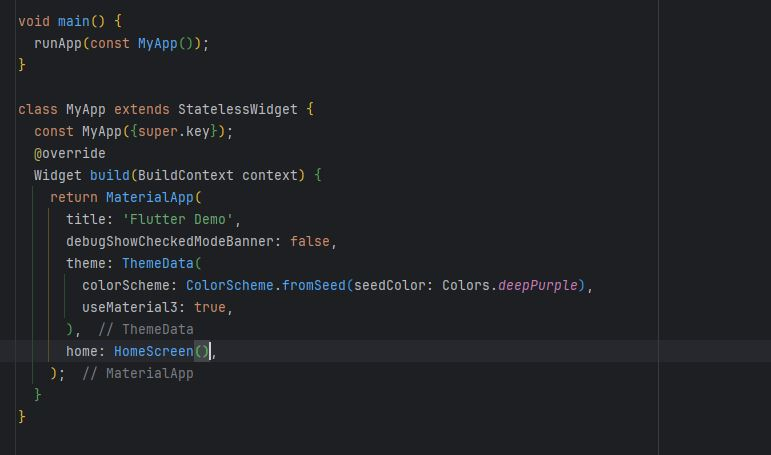 void main() {
  runApp(const MyApp());
}

class MyApp extends StatelessWidget {
  const MyApp({super.key});
  @override
  Widget build(BuildContext context) {
    return MaterialApp(
      title: 'Flutter Demo',
      debugShowCheckedModeBanner: false,
      theme: ThemeData(
        colorScheme: ColorScheme.fromSeed(seedColor: Colors.deepPurple),
        useMaterial3: true,
      ),  // ThemeData
      home: HomeScreen(),
    );  // MaterialApp
  }
}